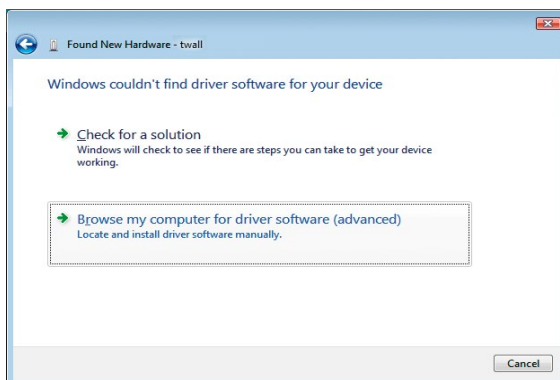 Found New Hardware - twall
Windows couldn't find driver software for your device
Check for a solution
Windows will check to see if there are steps you can take to get your device
working.
Browse my computer for driver software (advanced)
Locate and install driver software manually.
Cancel